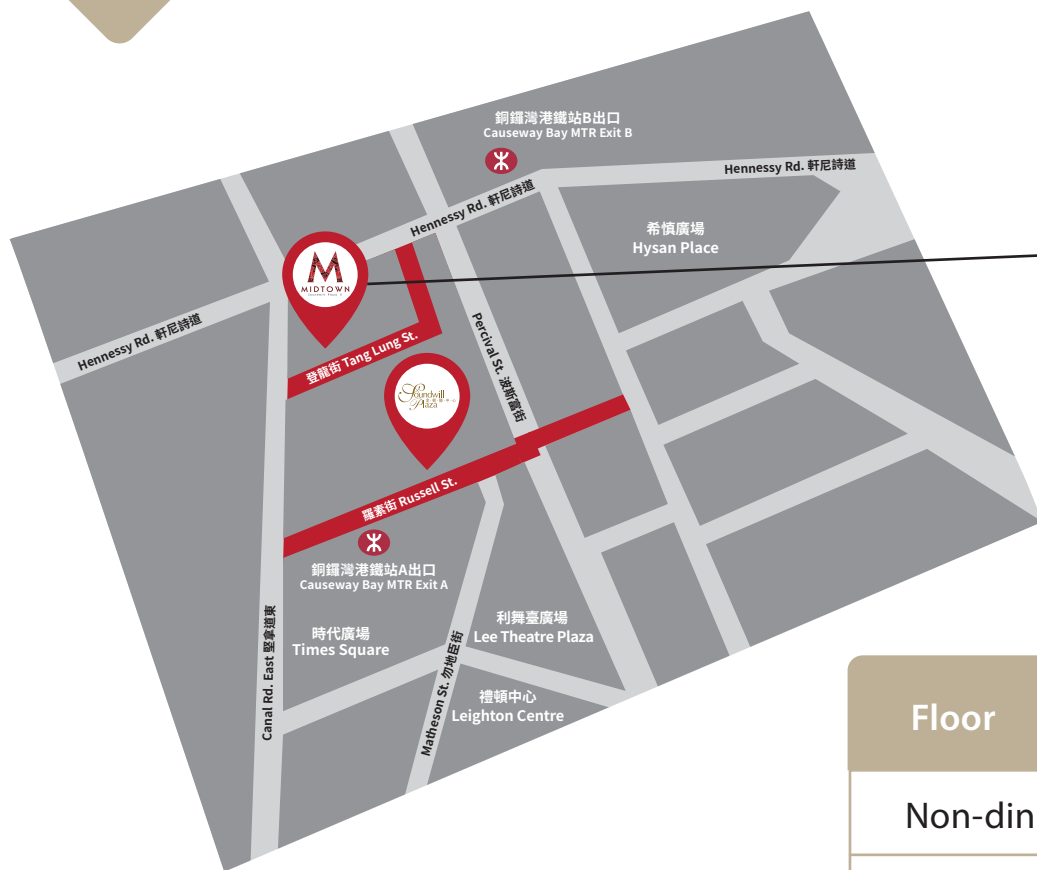 銅鑼灣港鐵站B出口
Causeway Bay MTR Exit B
Hennessy Rd. 軒尼詩道
Hennessy Rd. 軒尼詩道
希慎廣場
Hysan Place
M
MIDTOWN
Hennessy Rd. 軒尼詩道
Percival St. 波斯富街
登龍街 Tang Lung St.
Soundwill
Plaza
羅素街 Russell St.
銅鑼灣港鐵站A出口
Causeway Bay MTR Exit A
時代廣場
Times Square
利舞臺廣場
Lee Theatre Plaza
Canal Rd. East 堅拿道東
Matheson St. 勿地臣街
禮頓中心
Leighton Centre
Floor
Non-din